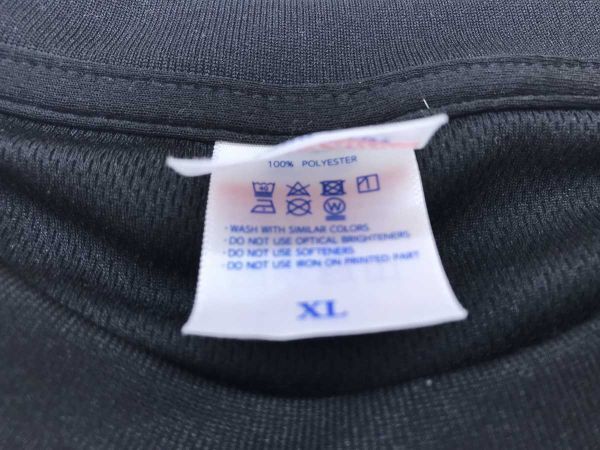 100% POLYESTER
· WASH WITH SIMILAR COLORS
· DO NOT USE OPTICAL BRIGHTENERS
· DO NOT USE SOFTENERS
· DO NOT USE IRON ON PRINTED PART
XL